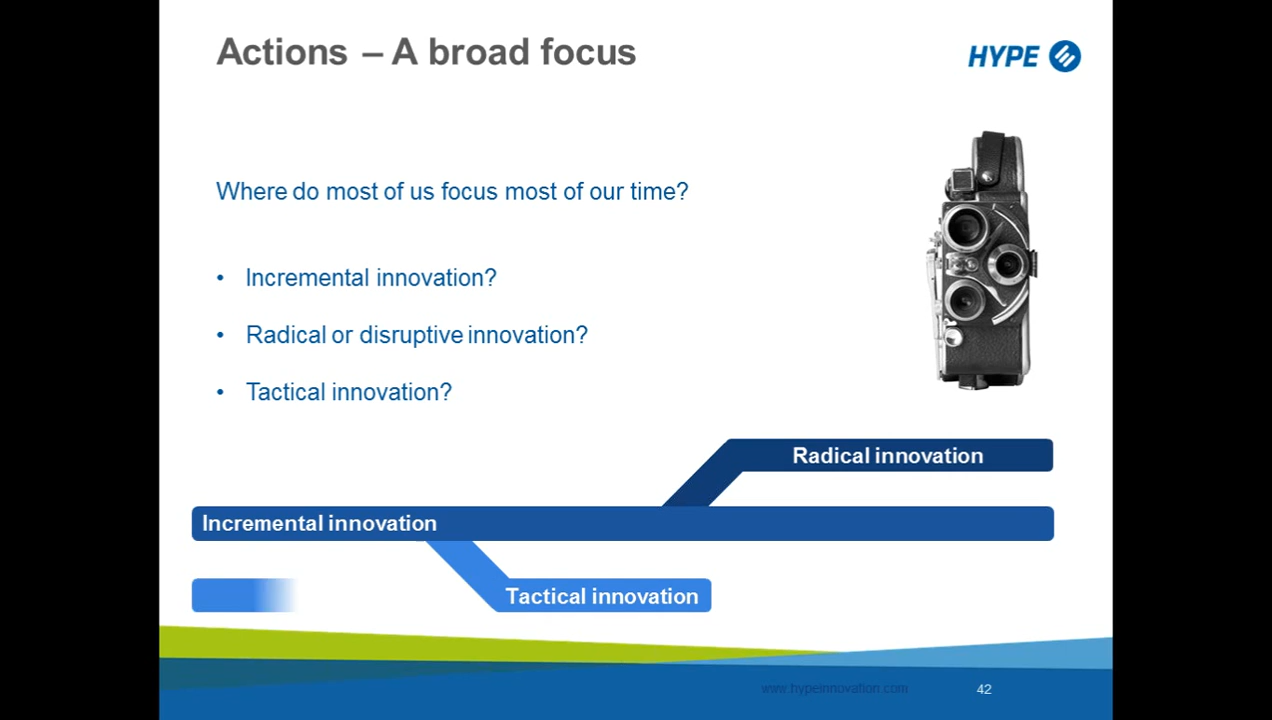 Actions – A broad focus
HYPE
Where do most of us focus most of our time?
• Incremental innovation?
• Radical or disruptive innovation?
• Tactical innovation?
Radical innovation
Incremental innovation
Tactical innovation
www.hypeinnovation.com
42